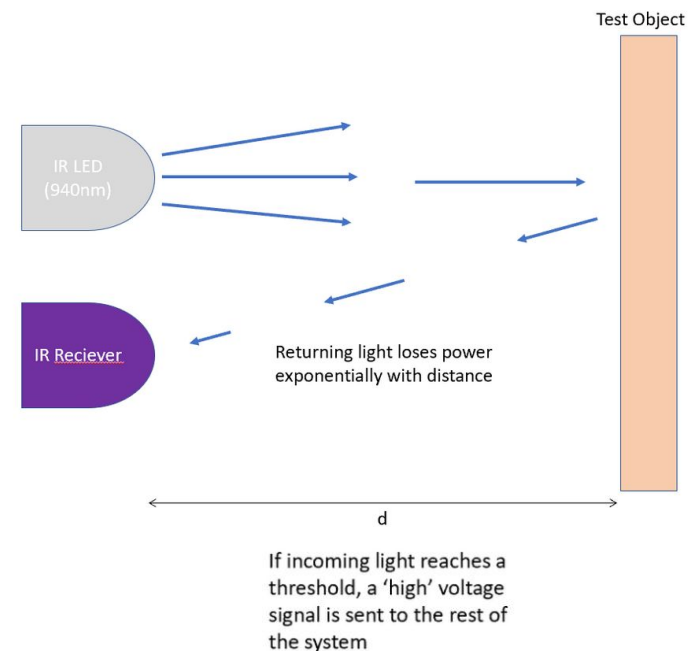 Test Object
IR LED
(940nm)
IR Reciever
Returning light loses power
exponentially with distance
d
If incoming light reaches a
threshold, a ‘high’ voltage
signal is sent to the rest of
the system